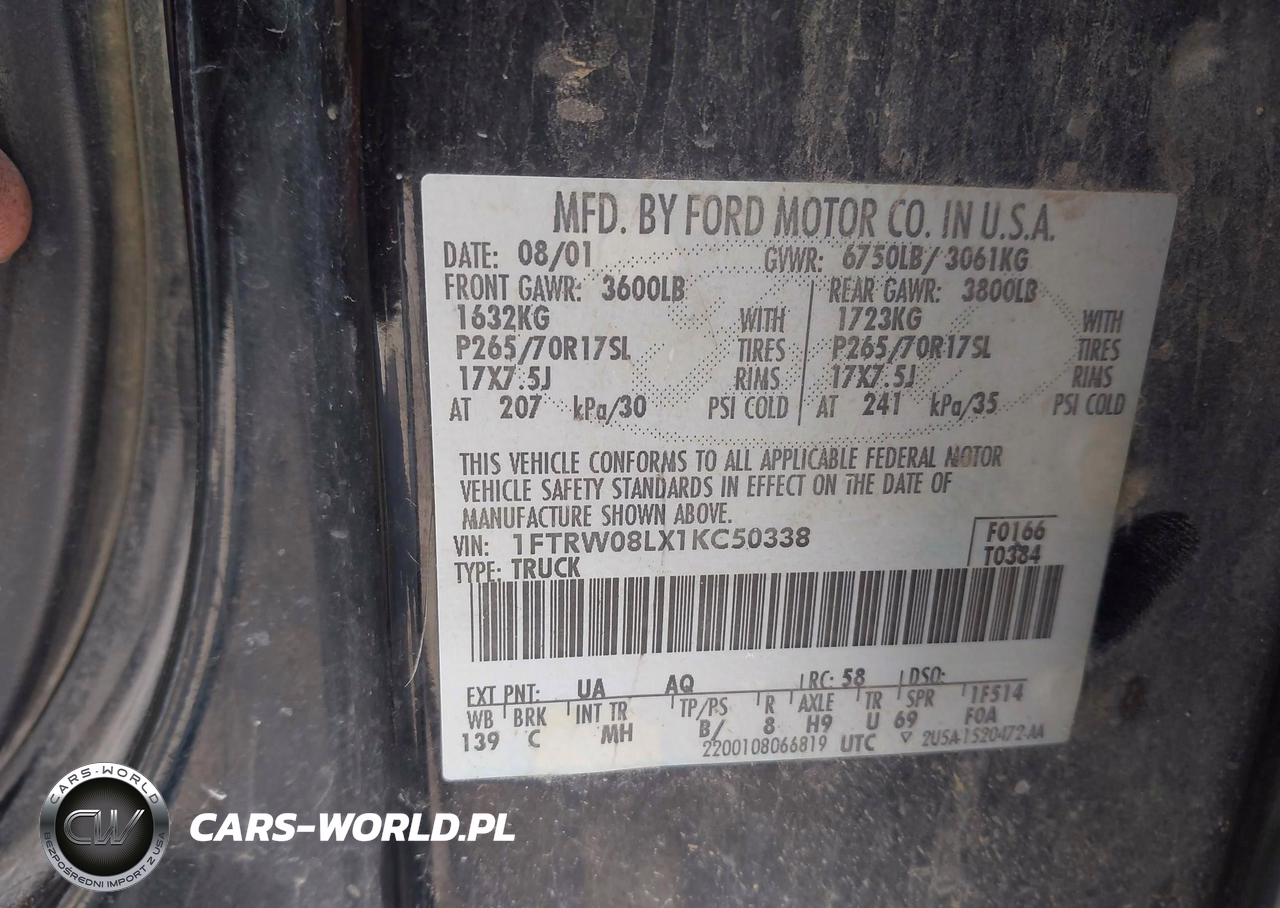 MFD. BY FORD MOTOR CO. IN U.S.A.
DATE: 08/01 GVWR: 6750LB/ 3061KG
FRONT GAWR: 3600LB REAR GAWR: 3800LB
1632KG WITH 1723KG WITH
P265/70R17SL TIRES P265/70R17SL TIRES
17X7.5J RIMS 17X7.5J RIMS
AT 207 kPa/30 PSI COLD AT 241 kPa/35 PSI COLD
THIS VEHICLE CONFORMS TO ALL APPLICABLE FEDERAL MOTOR
VEHICLE SAFETY STANDARDS IN EFFECT ON THE DATE OF
MANUFACTURE SHOWN ABOVE.
VIN: 1FTRW08LX1KC50338 F0166
TYPE: TRUCK T0384
EXT PNT: UA AQ RC: 58 DSO:
WB BRK INT TR TP/PS R AXLE TR SPR 1F514
139 C MH B/ 8 H9 U 69 F0A
2200108066819 UTC ▽ 2U5A-1520472-AA
CARS-WORLD
CW
BEZPOŚREDNI IMPORT Z USA
CARS-WORLD.PL